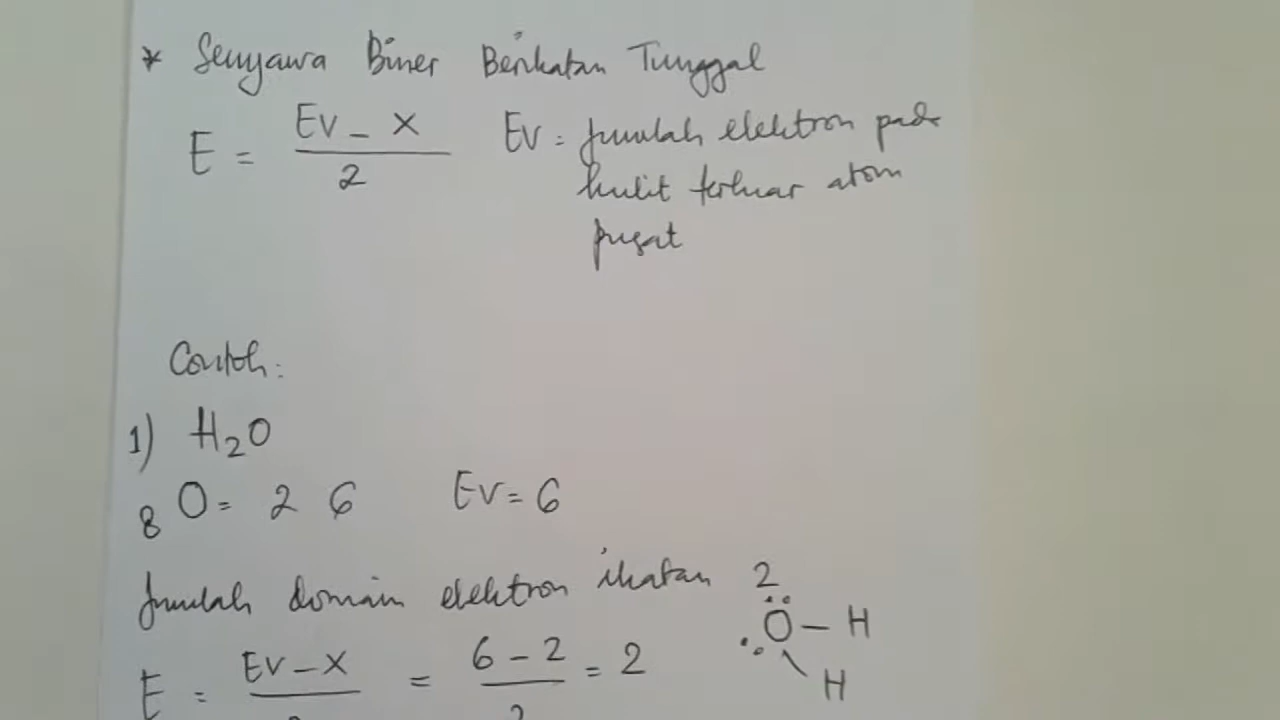 * Senyawa Biner Berikatan Tunggal
E = Ev - X / 2 Ev = Jumlah elektron pada
kulit terluar atom
pusat
Contoh:
1) H₂O
₈O = 2 6 Ev = 6
Jumlah domain elektron ikatan 2
E = Ev - X / 2 = 6 - 2 / 2 = 2
O - H
H